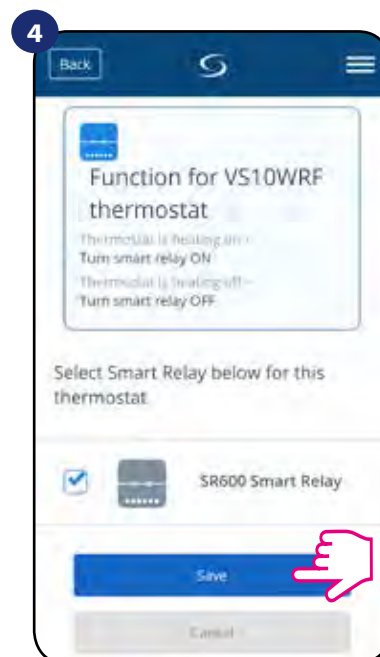 4
Back
Function for VS10WRF
thermostat
Thermostat is heating on -
Turn smart relay ON
Thermostat is heating off -
Turn smart relay OFF
Select Smart Relay below for this
thermostat
SR600 Smart Relay
Save
Cancel